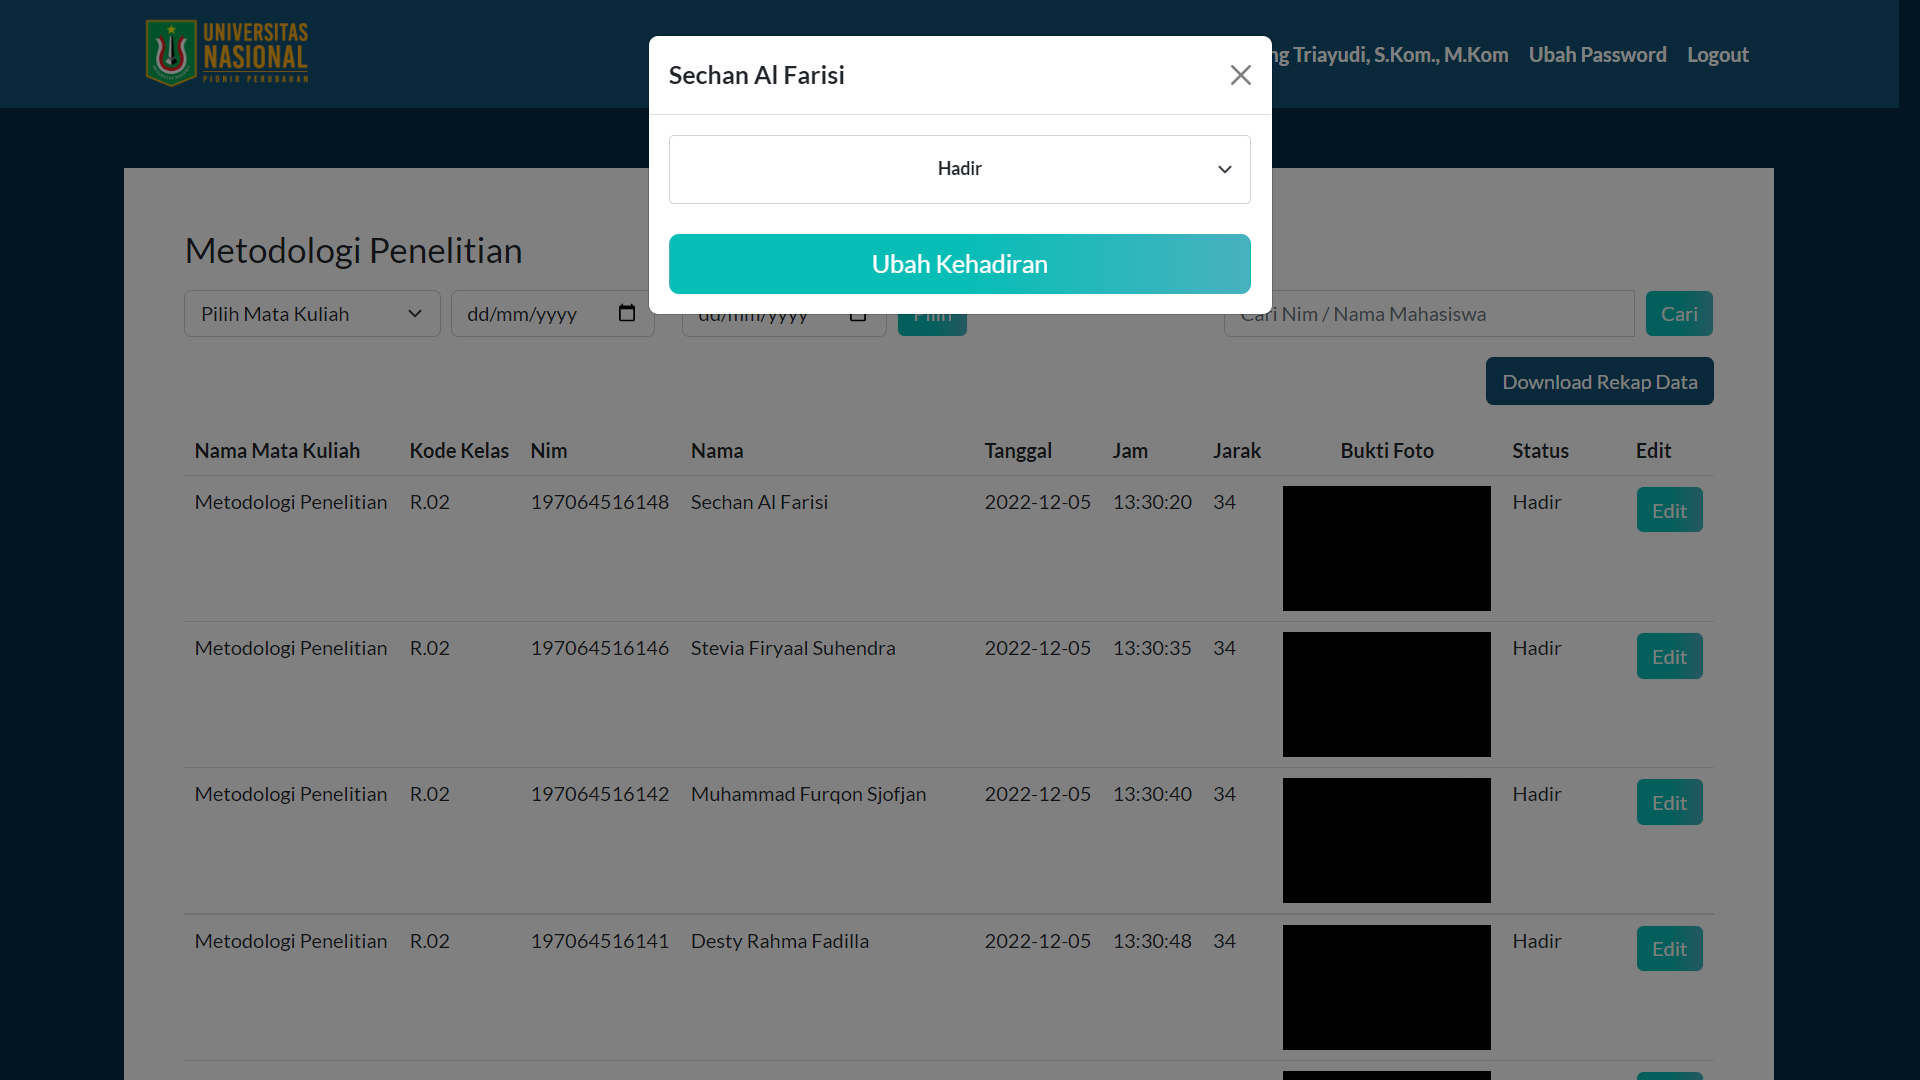 UNIVERSITAS
NASIONAL
PIONIR PERUBAHAN
ng Triayudi, S.Kom., M.Kom
Ubah Password
Logout
Sechan Al Farisi
Hadir
Ubah Kehadiran
Metodologi Penelitian
Pilih Mata Kuliah
dd/mm/yyyy
dd/mm/yyyy
Pilih
Cari Nim / Nama Mahasiswa
Cari
Download Rekap Data
Nama Mata Kuliah Kode Kelas Nim Nama Tanggal Jam Jarak Bukti Foto Status Edit
Metodologi Penelitian R.02 197064516148 Sechan Al Farisi 2022-12-05 13:30:20 34 Hadir Edit
Metodologi Penelitian R.02 197064516146 Stevia Firyaal Suhendra 2022-12-05 13:30:35 34 Hadir Edit
Metodologi Penelitian R.02 197064516142 Muhammad Furqon Sjofjan 2022-12-05 13:30:40 34 Hadir Edit
Metodologi Penelitian R.02 197064516141 Desty Rahma Fadilla 2022-12-05 13:30:48 34 Hadir Edit